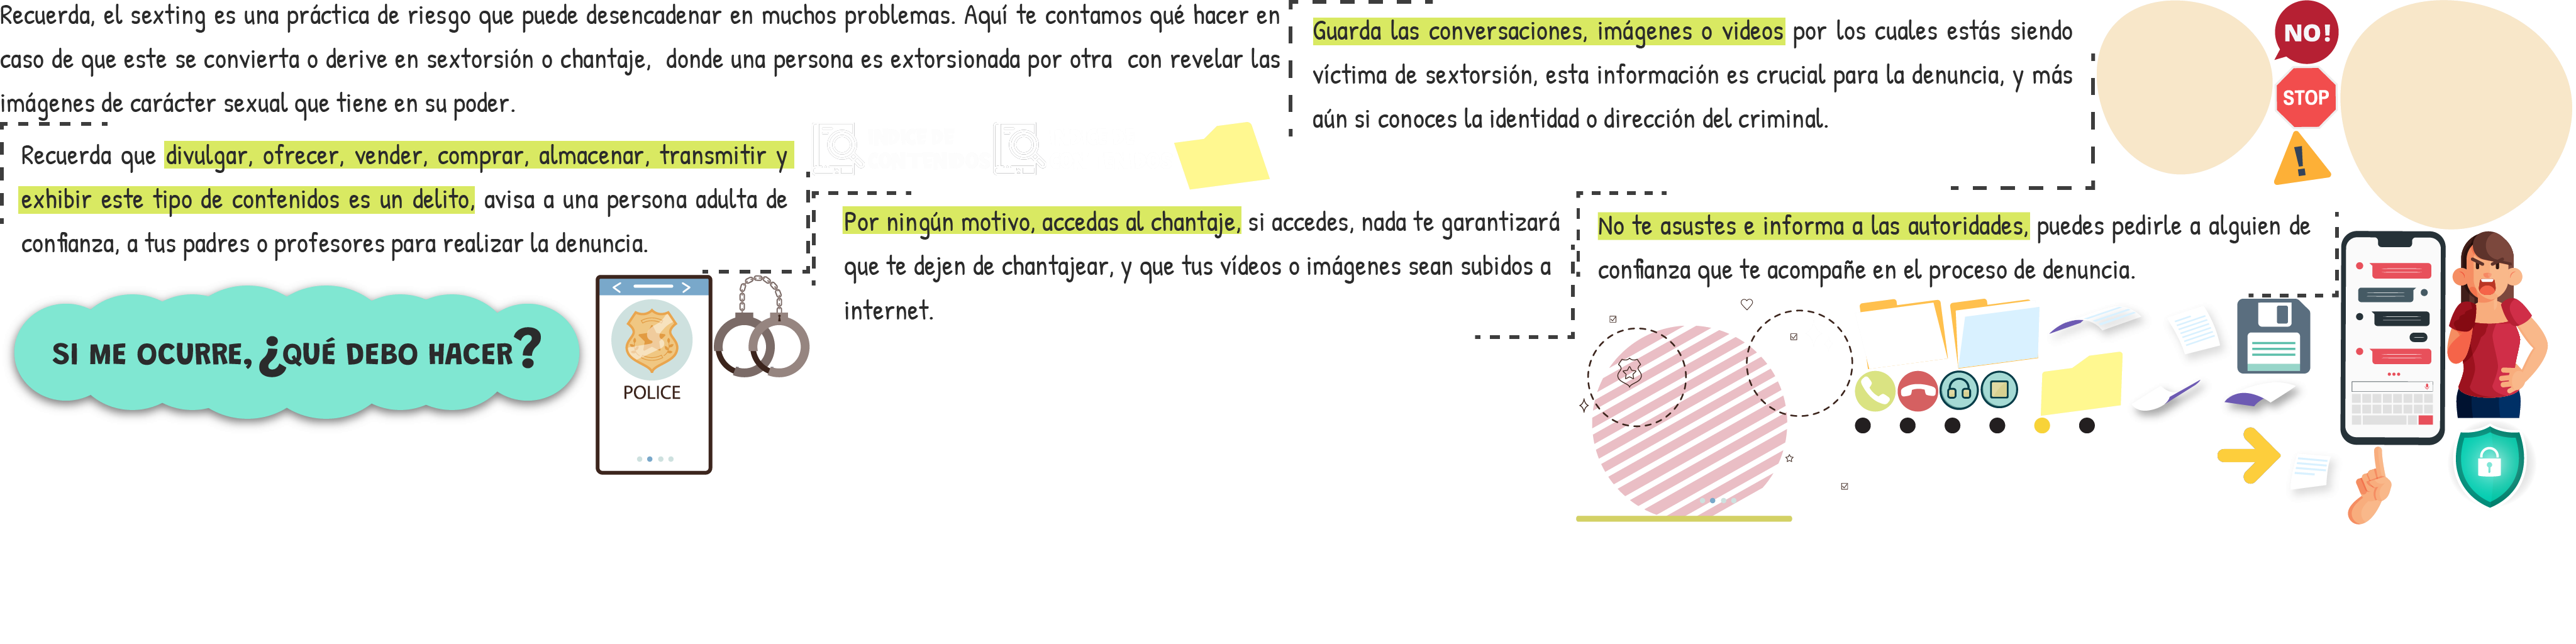 Recuerda, el sexting es una práctica de riesgo que puede desencadenar en muchos problemas. Aquí te contamos qué hacer en
caso de que este se convierta o derive en sextorsión o chantaje, donde una persona es extorsionada por otra con revelar las
imágenes de carácter sexual que tiene en su poder.
Guarda las conversaciones, imágenes o videos por los cuales estás siendo
víctima de sextorsión, esta información es crucial para la denuncia, y más
aún si conoces la identidad o dirección del criminal.
NO!
STOP
!
Recuerda que divulgar, ofrecer, vender, comprar, almacenar, transmitir y
exhibir este tipo de contenidos es un delito, avisa a una persona adulta de
confianza, a tus padres o profesores para realizar la denuncia.
Por ningún motivo, accedas al chantaje, si accedes, nada te garantizará
que te dejen de chantajear, y que tus vídeos o imágenes sean subidos a
internet.
No te asustes e informa a las autoridades, puedes pedirle a alguien de
confianza que te acompañe en el proceso de denuncia.
SI ME OCURRE, ¿QUÉ DEBO HACER?
POLICE